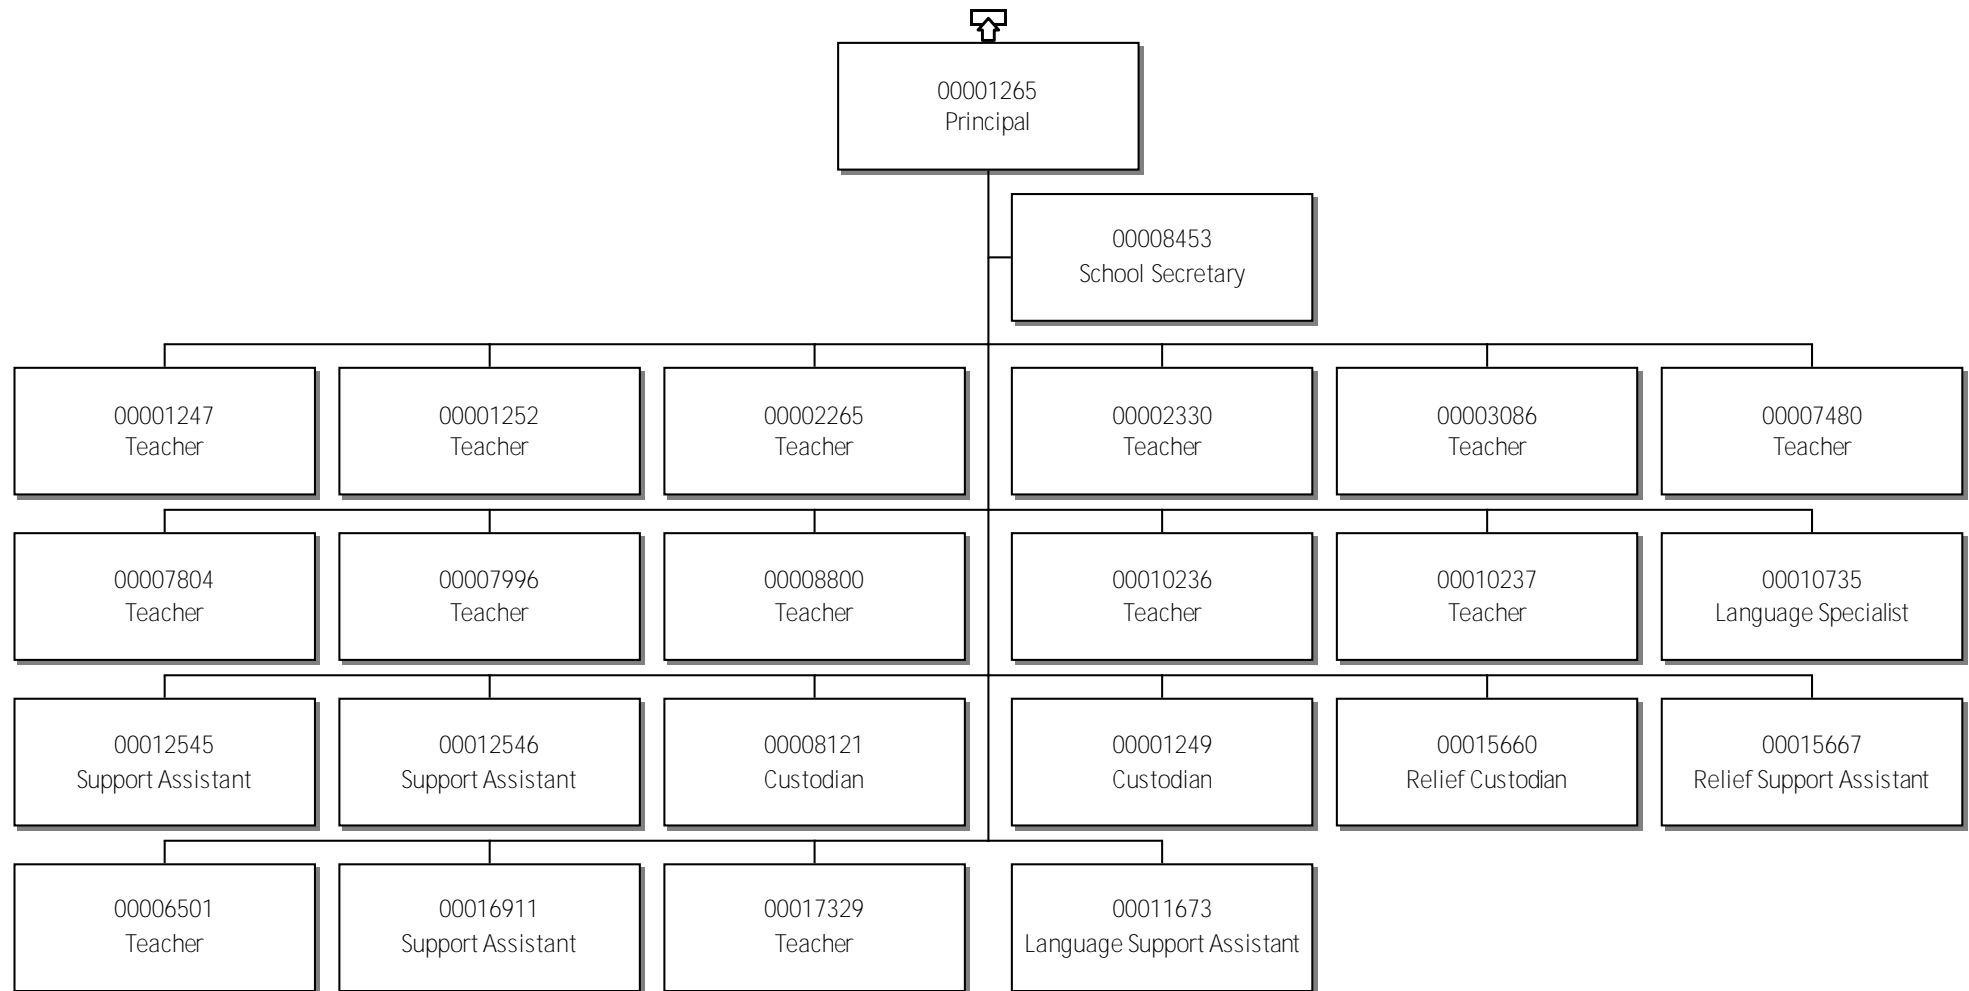 00001265
Principal
00008453
School Secretary
00001247
Teacher
00001252
Teacher
00002265
Teacher
00002330
Teacher
00003086
Teacher
00007480
Teacher
00007804
Teacher
00007996
Teacher
00008800
Teacher
00010236
Teacher
00010237
Teacher
00010735
Language Specialist
00012545
Support Assistant
00012546
Support Assistant
00008121
Custodian
00001249
Custodian
00015660
Relief Custodian
00015667
Relief Support Assistant
00006501
Teacher
00016911
Support Assistant
00017329
Teacher
00011673
Language Support Assistant